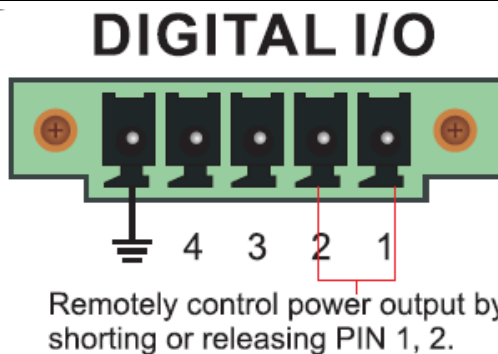 DIGITAL I/O
4 3 2 1
Remotely control power output by
shorting or releasing PIN 1, 2.